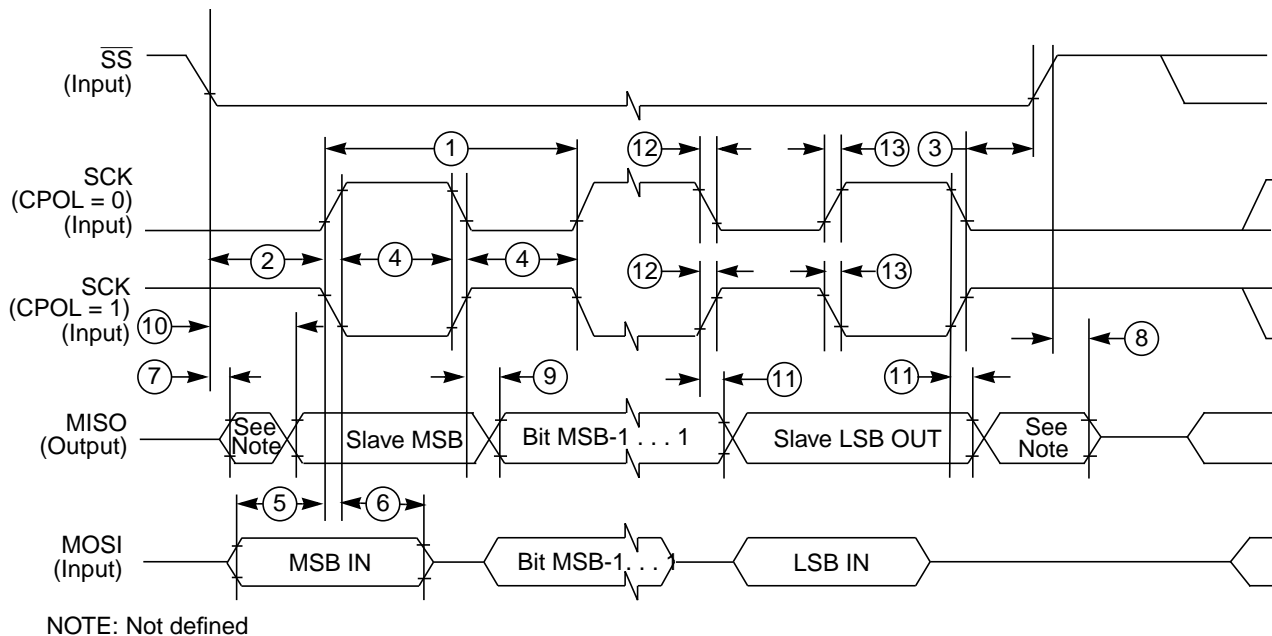 SS
(Input)
1
12
13
3
SCK
(CPOL = 0)
(Input)
2
4
4
12
13
SCK
(CPOL = 1)
(Input)
10
8
7
9
11
11
MISO
(Output)
See
Note
Slave MSB
Bit MSB-1 . . . 1
Slave LSB OUT
See
Note
5
6
MOSI
(Input)
MSB IN
Bit MSB-1. . . 1
LSB IN
NOTE: Not defined